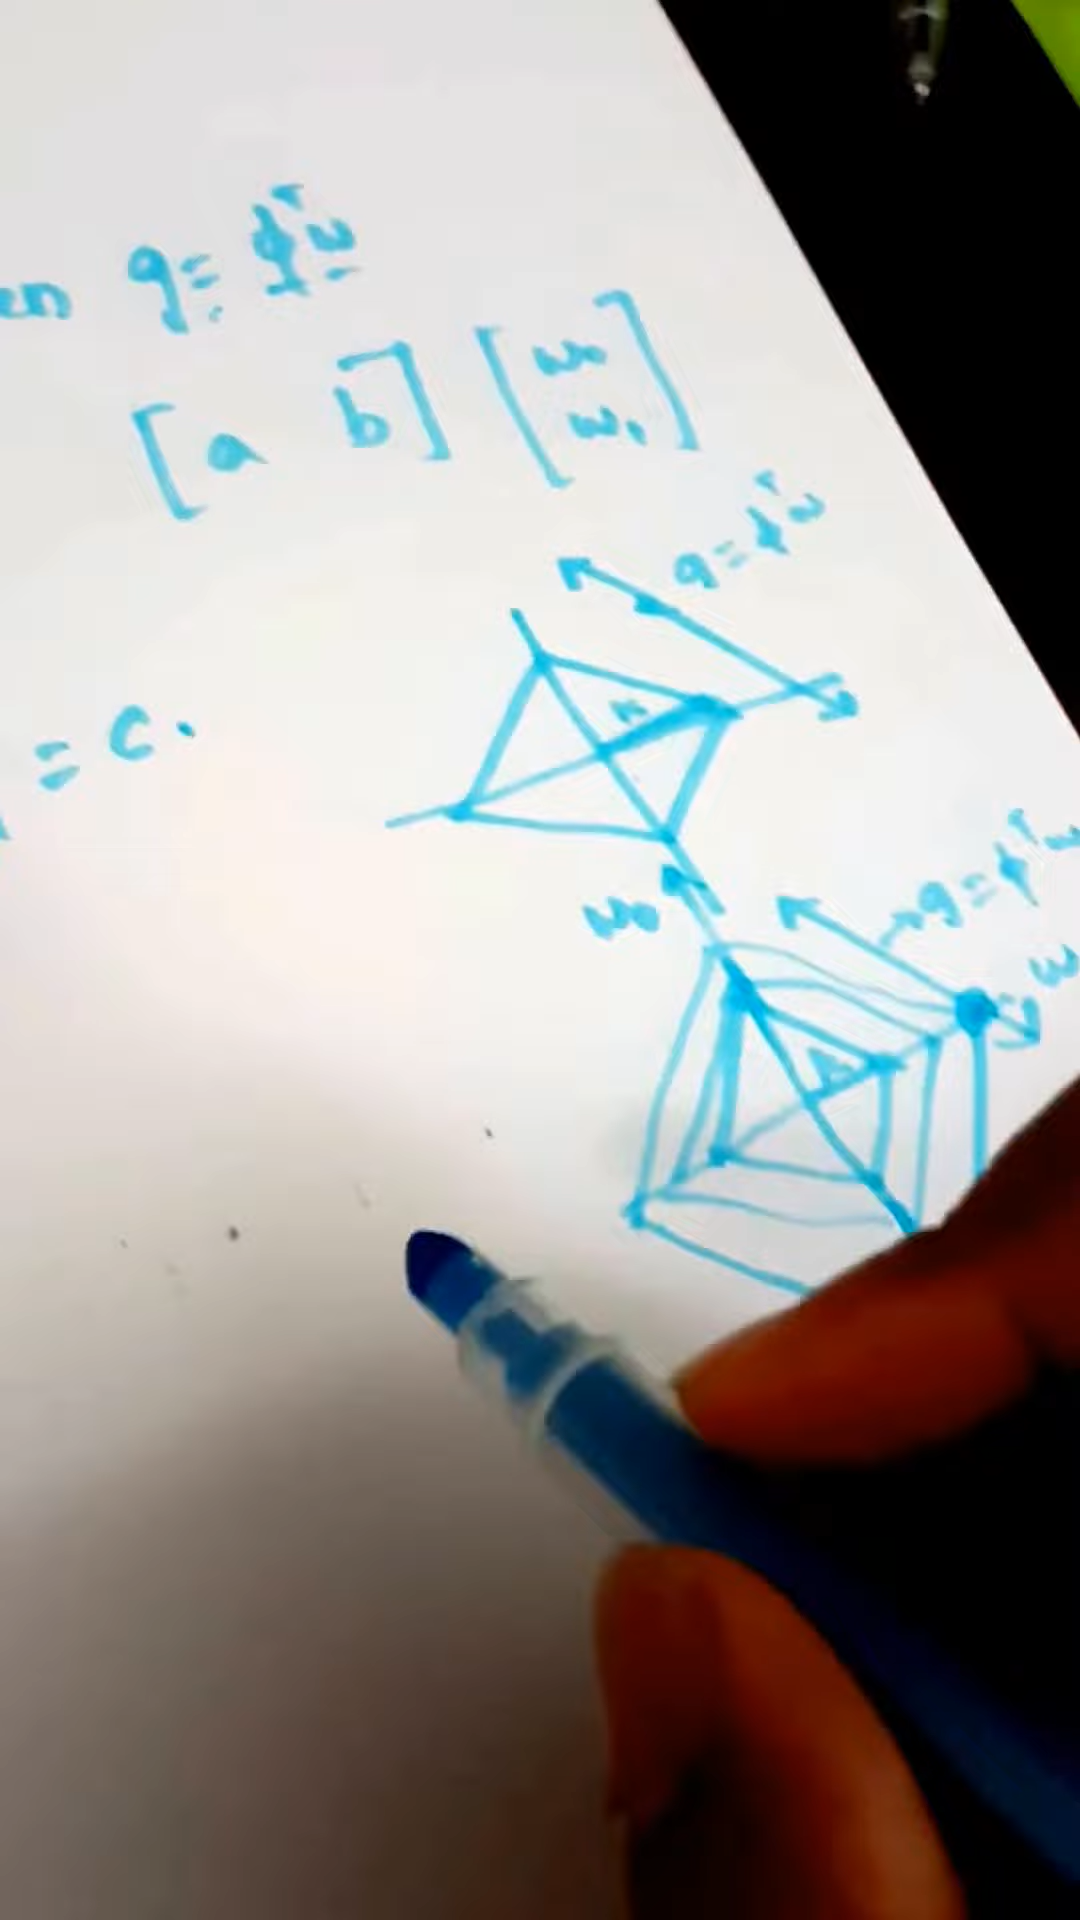 en q = ϕᵀw
[a b] [w₀
w₁]
q = ϕᵀw
r
= c.
w₀
q = ϕᵀw
w